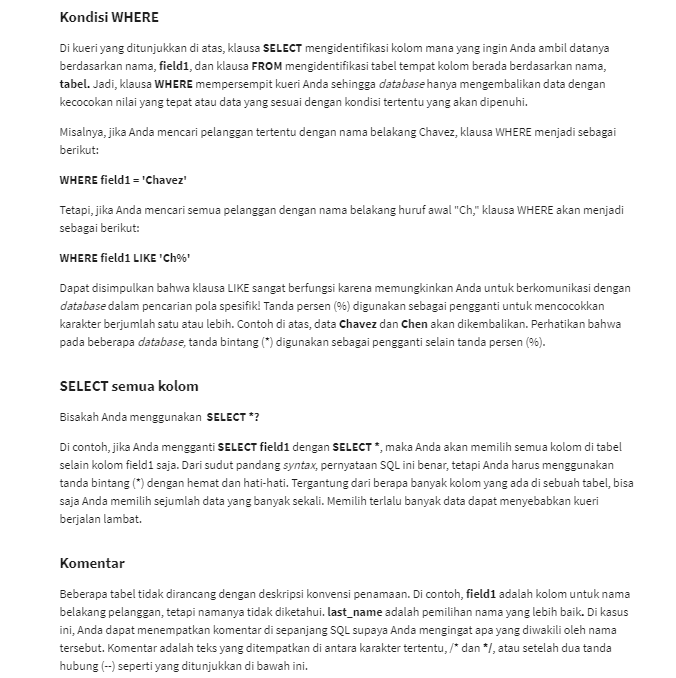 Kondisi WHERE
Di kueri yang ditunjukkan di atas, klausa SELECT mengidentifikasi kolom mana yang ingin Anda ambil datanya
berdasarkan nama, field1, dan klausa FROM mengidentifikasi tabel tempat kolom berada berdasarkan nama,
tabel. Jadi, klausa WHERE mempersempit kueri Anda sehingga database hanya mengembalikan data dengan
kecocokan nilai yang tepat atau data yang sesuai dengan kondisi tertentu yang akan dipenuhi.
Misalnya, jika Anda mencari pelanggan tertentu dengan nama belakang Chavez, klausa WHERE menjadi sebagai
berikut:
WHERE field1 = 'Chavez'
Tetapi, jika Anda mencari semua pelanggan dengan nama belakang huruf awal "Ch," klausa WHERE akan menjadi
sebagai berikut:
WHERE field1 LIKE 'Ch%'
Dapat disimpulkan bahwa klausa LIKE sangat berfungsi karena memungkinkan Anda untuk berkomunikasi dengan
database dalam pencarian pola spesifik! Tanda persen (%) digunakan sebagai pengganti untuk mencocokkan
karakter berjumlah satu atau lebih. Contoh di atas, data Chavez dan Chen akan dikembalikan. Perhatikan bahwa
pada beberapa database, tanda bintang (*) digunakan sebagai pengganti selain tanda persen (%).
SELECT semua kolom
Bisakah Anda menggunakan SELECT *?
Di contoh, jika Anda mengganti SELECT field1 dengan SELECT *, maka Anda akan memilih semua kolom di tabel
selain kolom field1 saja. Dari sudut pandang syntax, pernyataan SQL ini benar, tetapi Anda harus menggunakan
tanda bintang (*) dengan hemat dan hati-hati. Tergantung dari berapa banyak kolom yang ada di sebuah tabel, bisa
saja Anda memilih sejumlah data yang banyak sekali. Memilih terlalu banyak data dapat menyebabkan kueri
berjalan lambat.
Komentar
Beberapa tabel tidak dirancang dengan deskripsi konvensi penamaan. Di contoh, field1 adalah kolom untuk nama
belakang pelanggan, tetapi namanya tidak diketahui. last_name adalah pemilihan nama yang lebih baik. Di kasus
ini, Anda dapat menempatkan komentar di sepanjang SQL supaya Anda mengingat apa yang diwakili oleh nama
tersebut. Komentar adalah teks yang ditempatkan di antara karakter tertentu, /* dan */, atau setelah dua tanda
hubung (--) seperti yang ditunjukkan di bawah ini.